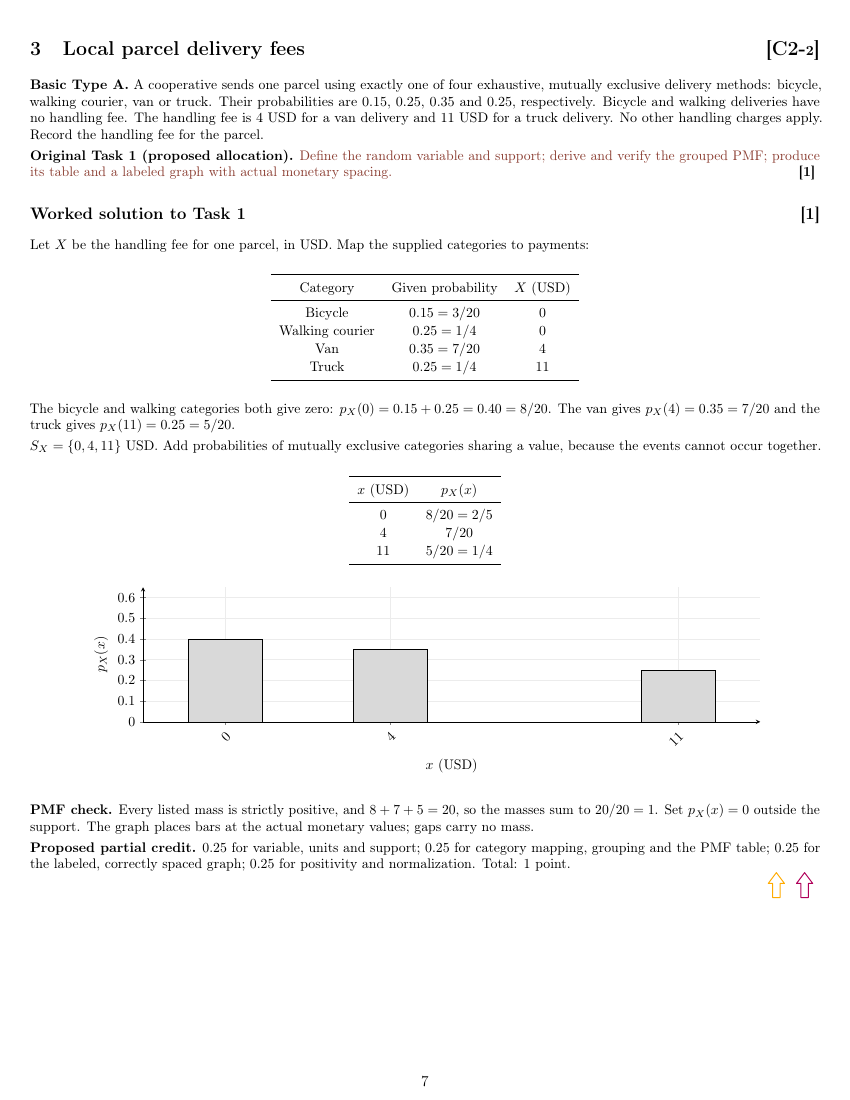 3 Local parcel delivery fees [C2-2]
Basic Type A. A cooperative sends one parcel using exactly one of four exhaustive, mutually exclusive delivery methods: bicycle,
walking courier, van or truck. Their probabilities are 0.15, 0.25, 0.35 and 0.25, respectively. Bicycle and walking deliveries have
no handling fee. The handling fee is 4 USD for a van delivery and 11 USD for a truck delivery. No other handling charges apply.
Record the handling fee for the parcel.
Original Task 1 (proposed allocation). Define the random variable and support; derive and verify the grouped PMF; produce
its table and a labeled graph with actual monetary spacing. [1]
Worked solution to Task 1 [1]
Let X be the handling fee for one parcel, in USD. Map the supplied categories to payments:
Category Given probability X (USD)
Bicycle 0.15 = 3/20 0
Walking courier 0.25 = 1/4 0
Van 0.35 = 7/20 4
Truck 0.25 = 1/4 11
The bicycle and walking categories both give zero: p_X(0) = 0.15 + 0.25 = 0.40 = 8/20. The van gives p_X(4) = 0.35 = 7/20 and the
truck gives p_X(11) = 0.25 = 5/20.
S_X = {0, 4, 11} USD. Add probabilities of mutually exclusive categories sharing a value, because the events cannot occur together.
x (USD) p_X(x)
0 8/20 = 2/5
4 7/20
11 5/20 = 1/4
0.6
0.5
0.4
0.3
0.2
0.1
0
p_X(x)
0 4 11
x (USD)
PMF check. Every listed mass is strictly positive, and 8 + 7 + 5 = 20, so the masses sum to 20/20 = 1. Set p_X(x) = 0 outside the
support. The graph places bars at the actual monetary values; gaps carry no mass.
Proposed partial credit. 0.25 for variable, units and support; 0.25 for category mapping, grouping and the PMF table; 0.25 for
the labeled, correctly spaced graph; 0.25 for positivity and normalization. Total: 1 point.
7